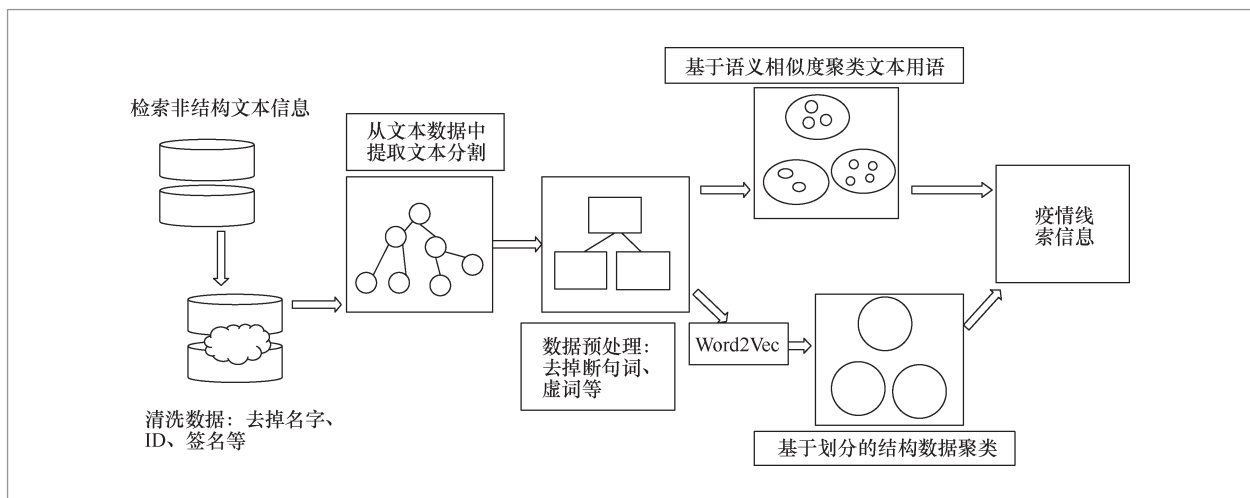 检索非结构文本信息
清洗数据：去掉名字、
ID、签名等
从文本数据中
提取文本分割
数据预处理：
去掉断句词、
虚词等
基于语义相似度聚类文本用语
Word2Vec
基于划分的结构数据聚类
疫情线
索信息